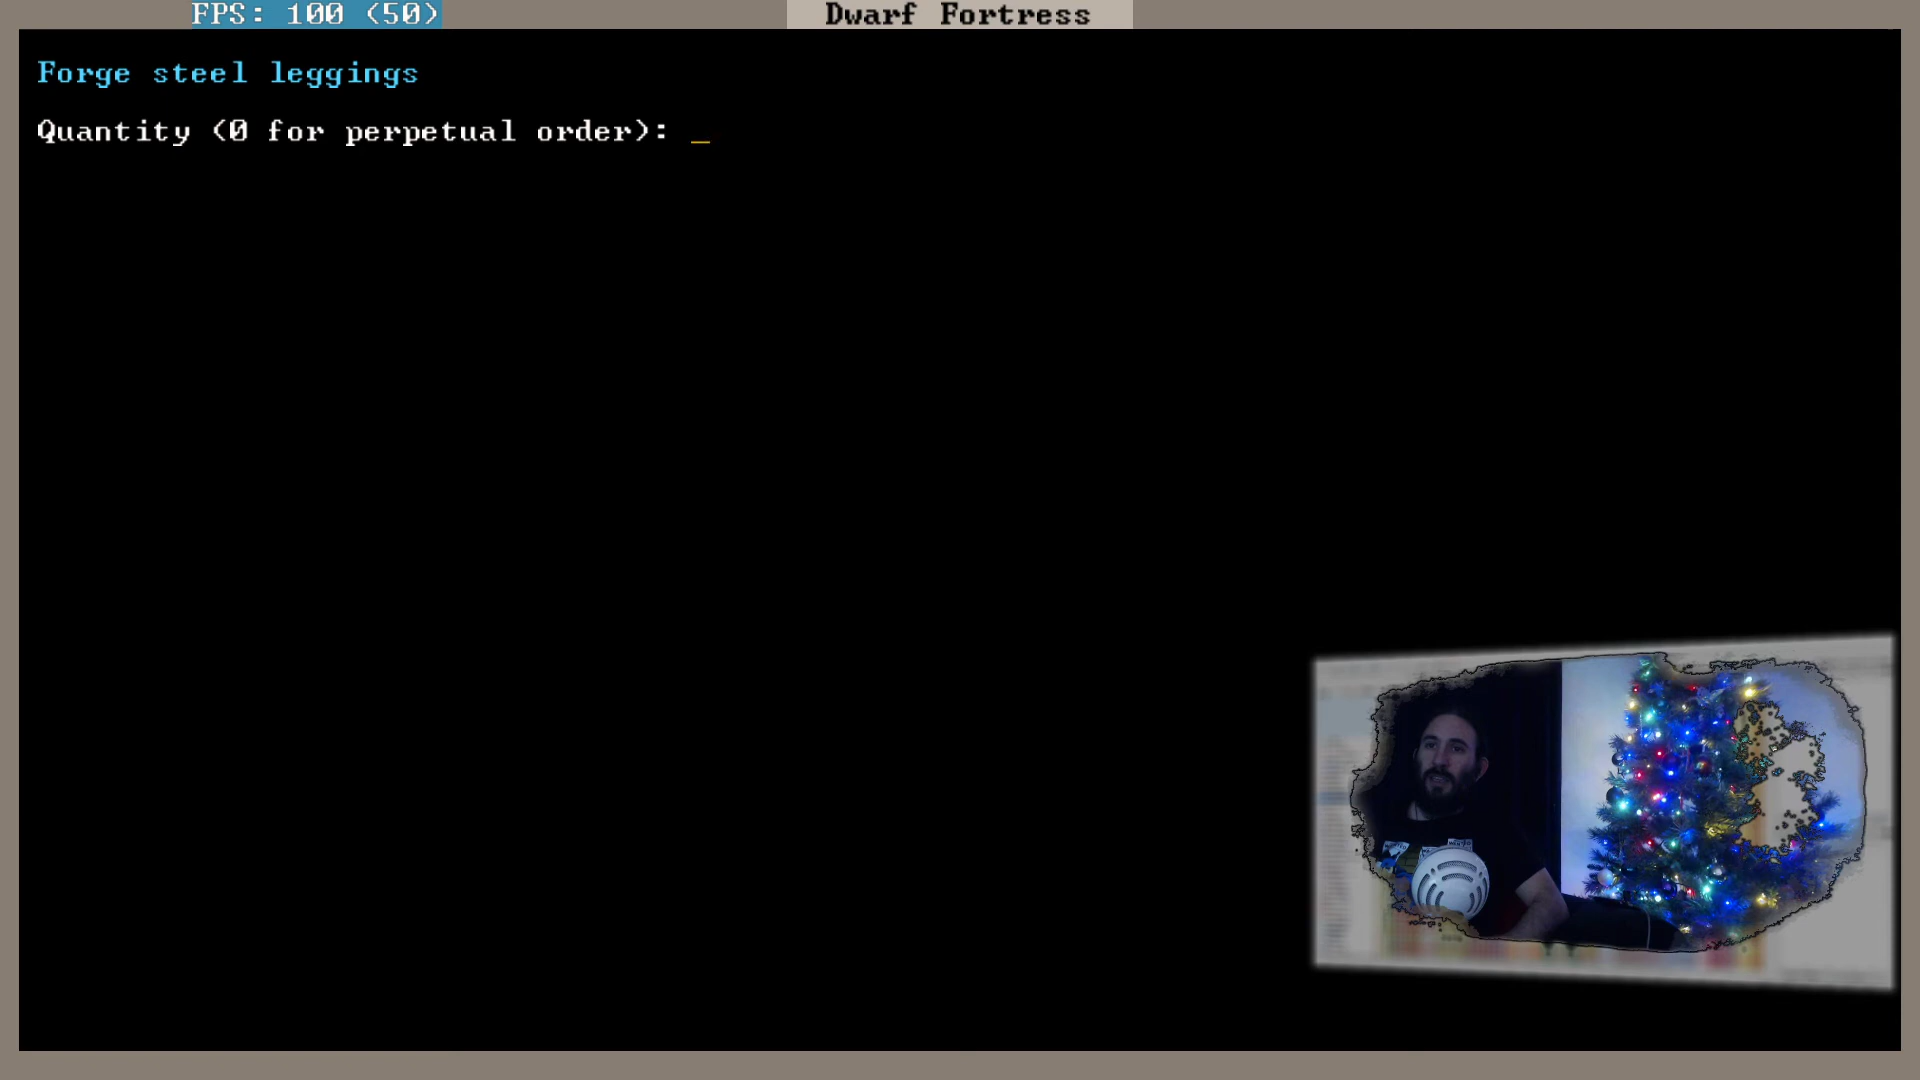 FPS: 100 (50)
Dwarf Fortress
Forge steel leggings
Quantity (0 for perpetual order): _